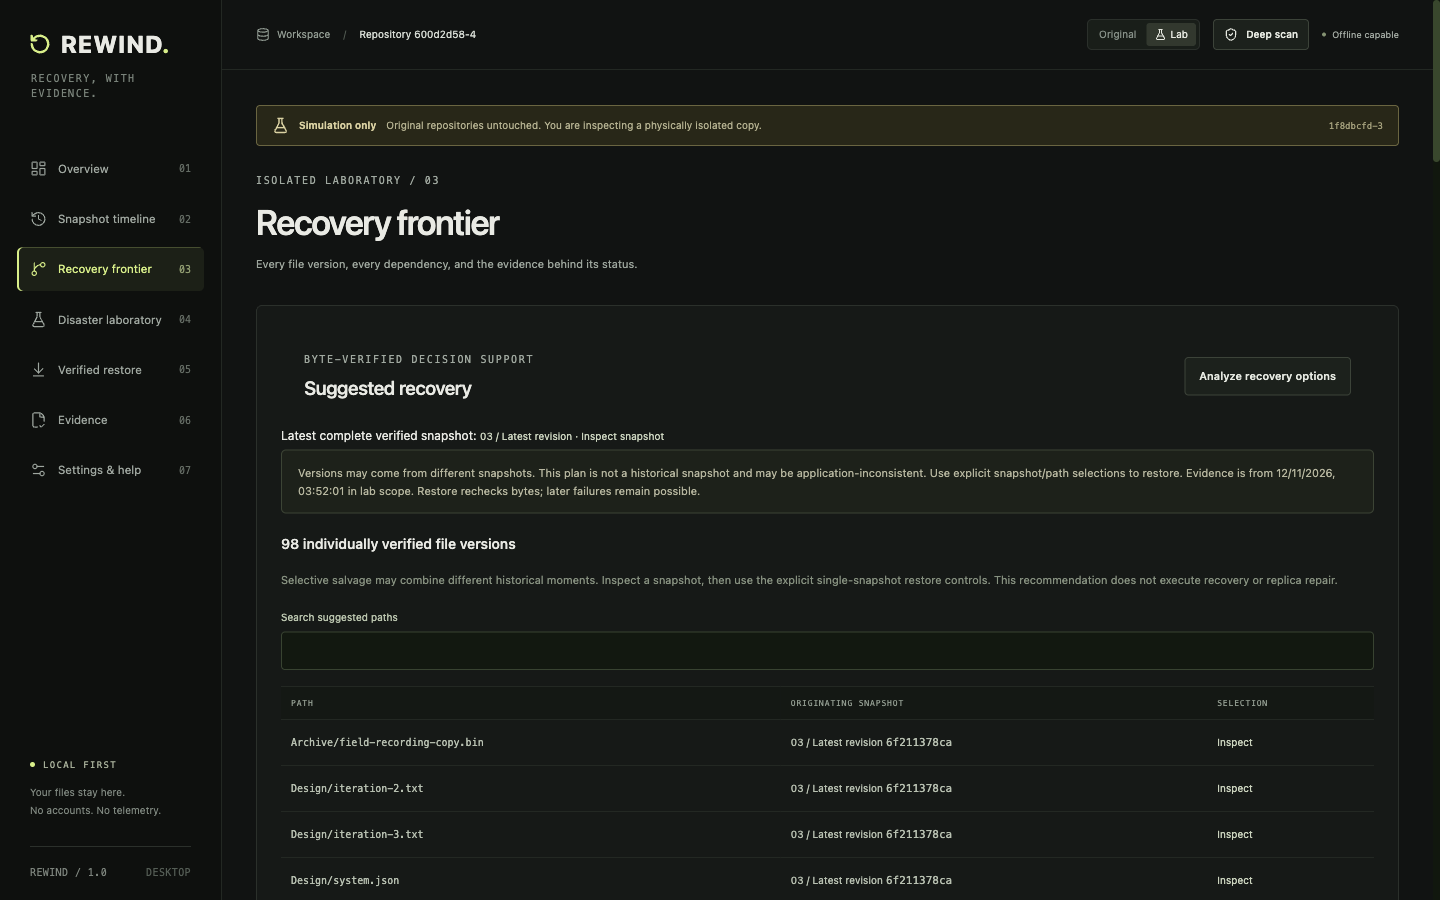 REWIND.
RECOVERY, WITH
EVIDENCE.
Overview 01
Snapshot timeline 02
Recovery frontier 03
Disaster laboratory 04
Verified restore 05
Evidence 06
Settings & help 07
LOCAL FIRST
Your files stay here.
No accounts. No telemetry.
REWIND / 1.0 DESKTOP
Workspace / Repository 600d2d58-4
Original Lab Deep scan Offline capable
Simulation only Original repositories untouched. You are inspecting a physically isolated copy. 1f8dbcfd-3
ISOLATED LABORATORY / 03
Recovery frontier
Every file version, every dependency, and the evidence behind its status.
BYTE-VERIFIED DECISION SUPPORT
Suggested recovery
Analyze recovery options
Latest complete verified snapshot: 03 / Latest revision · Inspect snapshot
Versions may come from different snapshots. This plan is not a historical snapshot and may be application-inconsistent. Use explicit snapshot/path selections to restore. Evidence is from 12/11/2026,
03:52:01 in lab scope. Restore rechecks bytes; later failures remain possible.
98 individually verified file versions
Selective salvage may combine different historical moments. Inspect a snapshot, then use the explicit single-snapshot restore controls. This recommendation does not execute recovery or replica repair.
Search suggested paths
PATH ORIGINATING SNAPSHOT SELECTION
Archive/field-recording-copy.bin 03 / Latest revision 6f211378ca Inspect
Design/iteration-2.txt 03 / Latest revision 6f211378ca Inspect
Design/iteration-3.txt 03 / Latest revision 6f211378ca Inspect
Design/system.json 03 / Latest revision 6f211378ca Inspect